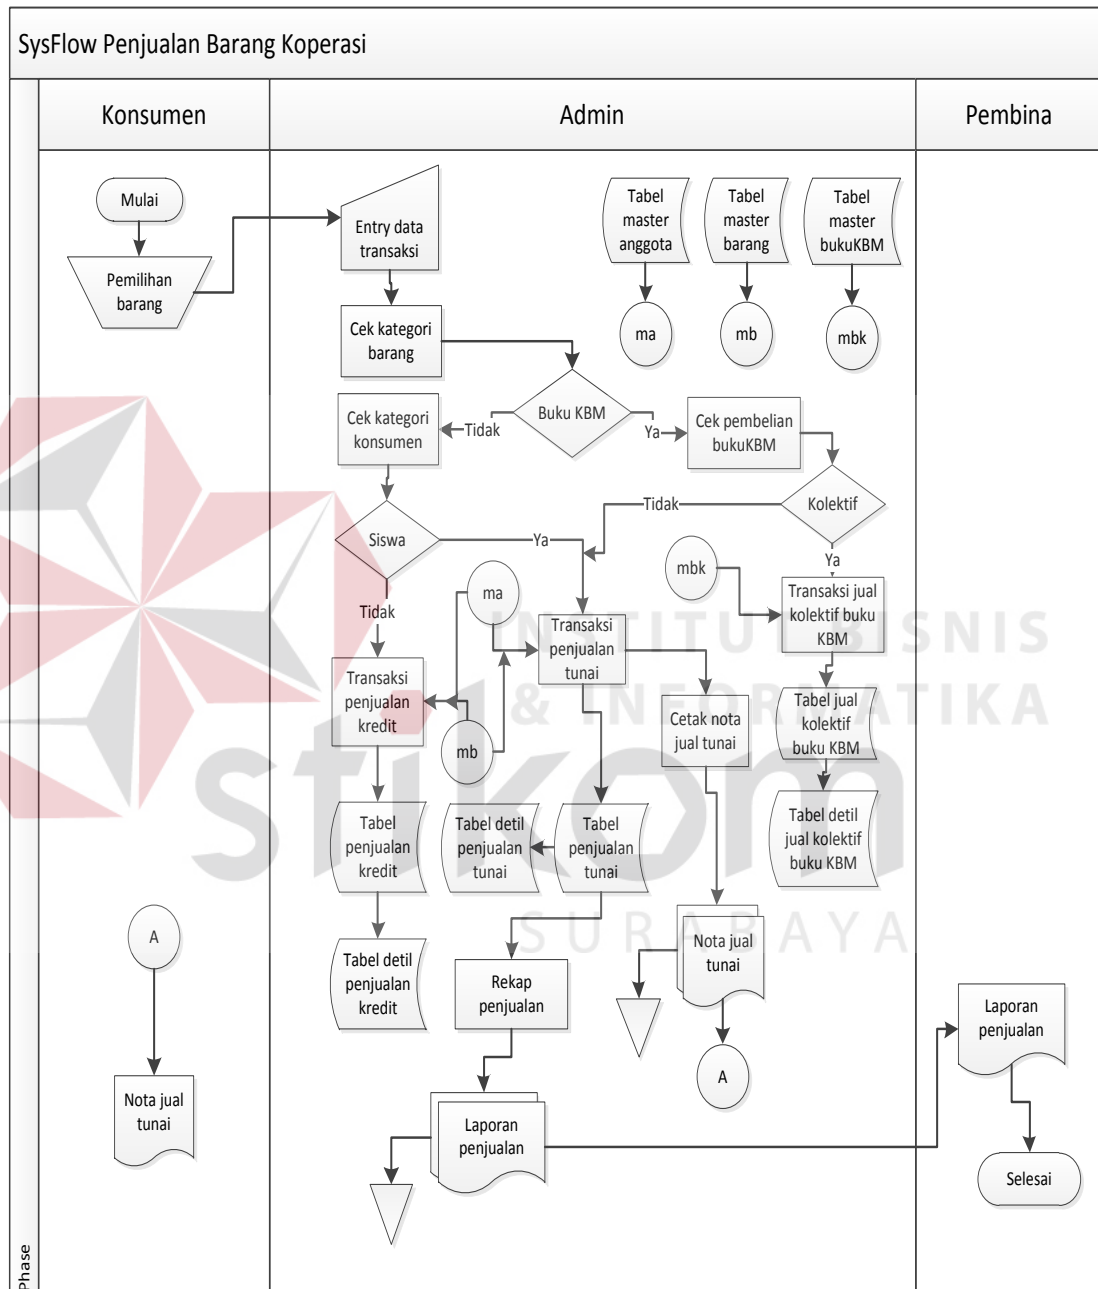 SysFlow Penjualan Barang Koperasi
Konsumen
Admin
Pembina
Mulai
Pemilihan
barang
Entry data
transaksi
Tabel
master
anggota
Tabel
master
barang
Tabel
master
bukuKBM
ma
mb
mbk
Cek kategori
barang
Buku KBM
Tidak
Ya
Cek kategori
konsumen
Cek pembelian
bukuKBM
Kolektif
Tidak
Ya
Siswa
Ya
Tidak
mbk
ma
Transaksi
penjualan
tunai
Transaksi jual
kolektif buku
KBM
Transaksi
penjualan
kredit
mb
Cetak nota
jual tunai
Tabel jual
kolektif
buku KBM
Tabel
penjualan
kredit
Tabel detil
penjualan
tunai
Tabel
penjualan
tunai
Tabel detil
jual kolektif
buku KBM
A
Tabel detil
penjualan
kredit
Rekap
penjualan
Nota jual
tunai
Laporan
penjualan
A
Nota jual
tunai
Laporan
penjualan
Selesai
Phase
INSTITUT BISNIS
& INFORMATIKA
stikom
SURABAYA